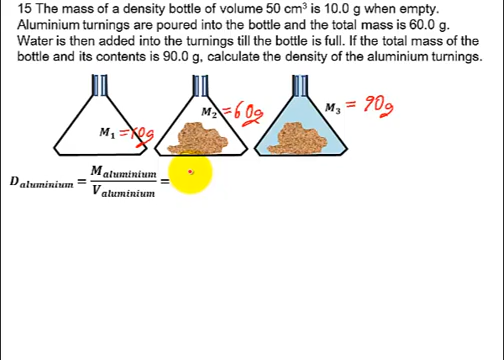 15 The mass of a density bottle of volume 50 cm³ is 10.0 g when empty.
Aluminium turnings are poured into the bottle and the total mass is 60.0 g.
Water is then added into the turnings till the bottle is full. If the total mass of the
bottle and its contents is 90.0 g, calculate the density of the aluminium turnings.
M₁ =10g
M₂ =60g
M₃ = 90g
D_aluminium = M_aluminium / V_aluminium =